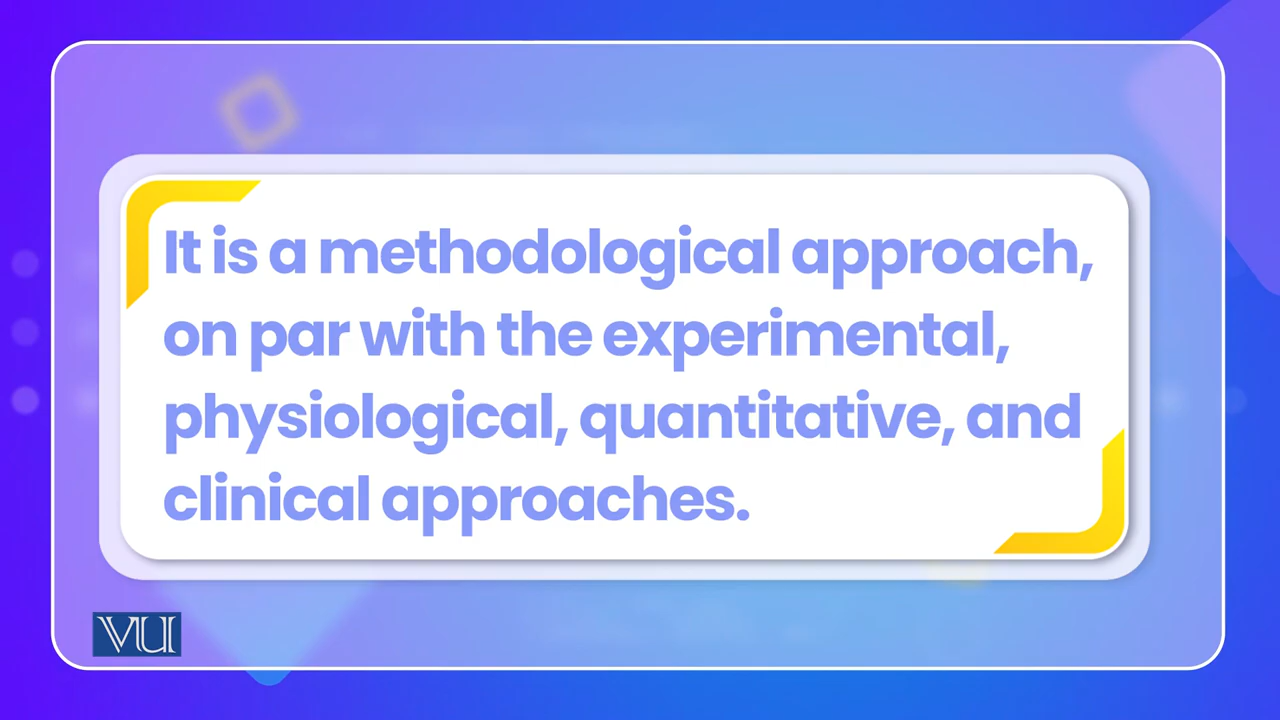 It is a methodological approach,
on par with the experimental,
physiological, quantitative, and
clinical approaches.
VU